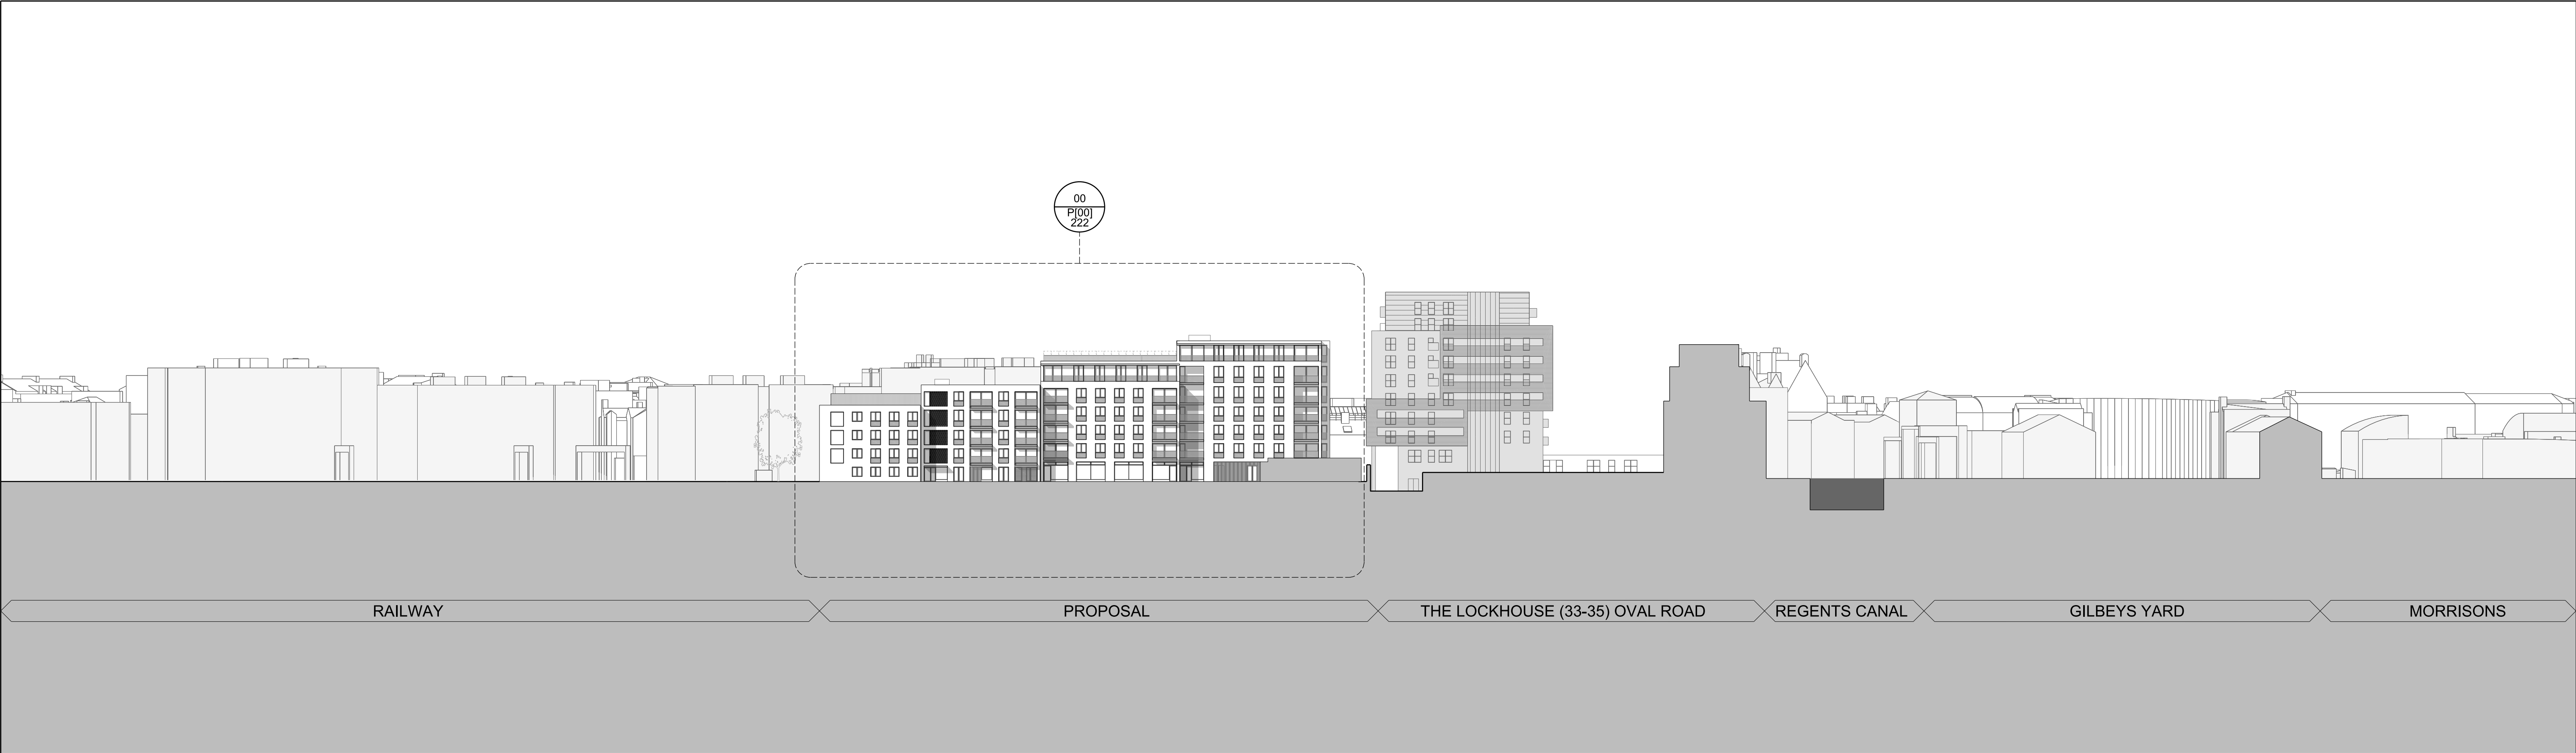 00
P[00]
222
RAILWAY
PROPOSAL
THE LOCKHOUSE (33-35) OVAL ROAD
REGENTS CANAL
GILBEYS YARD
MORRISONS